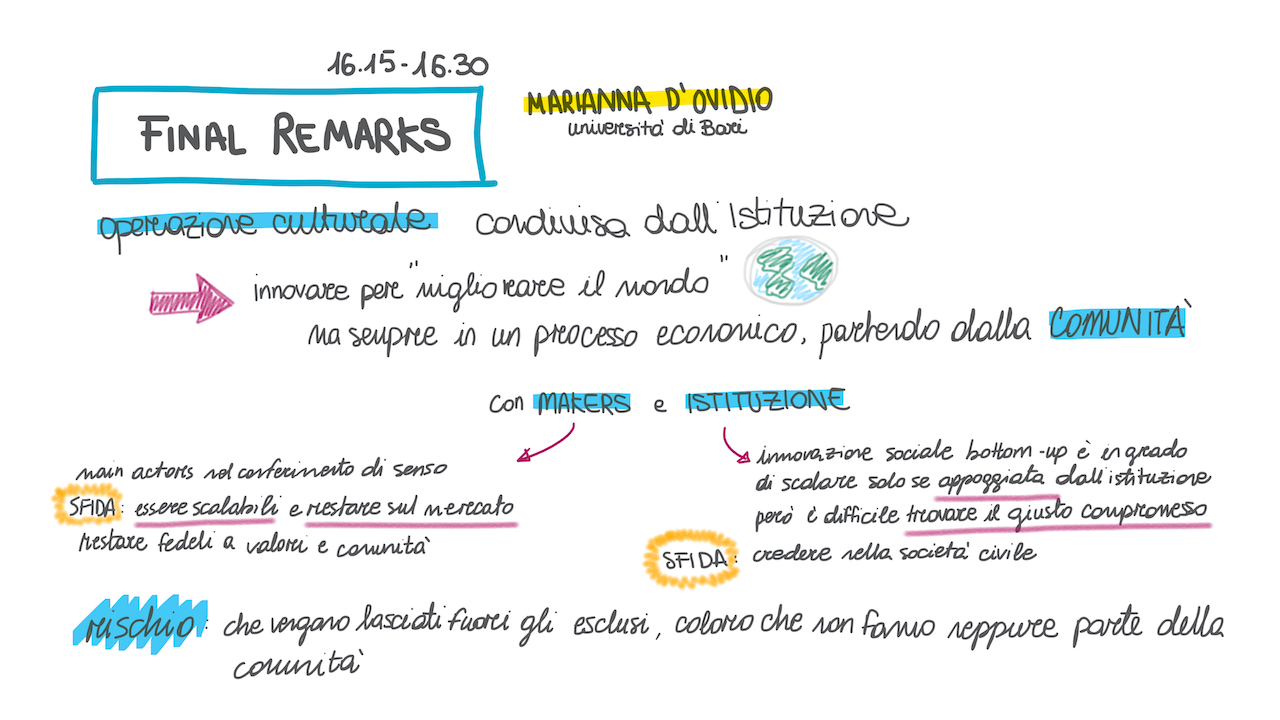 16.15-16.30
FINAL REMARKS
MARIANNA D'OVIDIO
università di Bari
operazione culturale condivisa dall'Istituzione
innovare per "migliorare il mondo"
ma sempre in un processo economico, partendo dalla COMUNITÀ
con MAKERS e ISTITUZIONE
main actors nel conferimento di senso
SFIDA: essere scalabili e restare sul mercato
restare fedeli a valori e comunità
innovazione sociale bottom-up è in grado
di scalare solo se appoggiata dall'istituzione
però è difficile trovare il giusto compromesso
SFIDA: credere nella società civile
rischio: che vengano lasciati fuori gli esclusi, coloro che non fanno neppure parte della
comunità